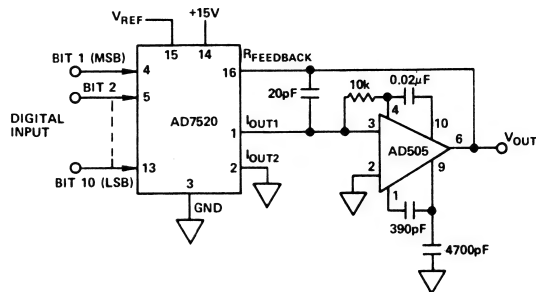 VREF
+15V
15
14
RFEEDBACK
BIT 1 (MSB)
4
16
10k
0.02µF
BIT 2
5
20pF
4
DIGITAL
INPUT
AD7520
IOUT1
1
3
10
AD505
6
VOUT
IOUT2
2
2
9
BIT 10 (LSB)
13
3
GND
1
390pF
4700pF